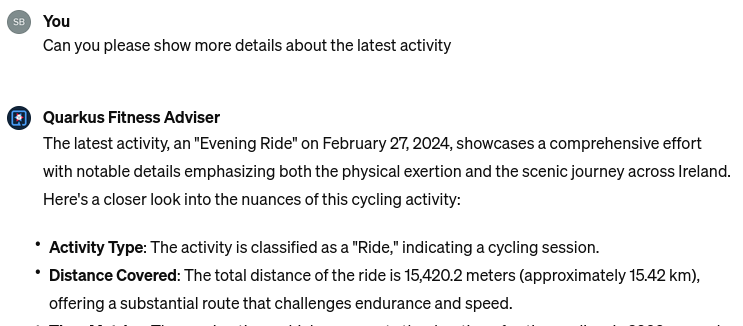 SB
You
Can you please show more details about the latest activity
Quarkus Fitness Adviser
The latest activity, an "Evening Ride" on February 27, 2024, showcases a comprehensive effort
with notable details emphasizing both the physical exertion and the scenic journey across Ireland.
Here's a closer look into the nuances of this cycling activity:
• Activity Type: The activity is classified as a "Ride," indicating a cycling session.
• Distance Covered: The total distance of the ride is 15,420.2 meters (approximately 15.42 km),
offering a substantial route that challenges endurance and speed.